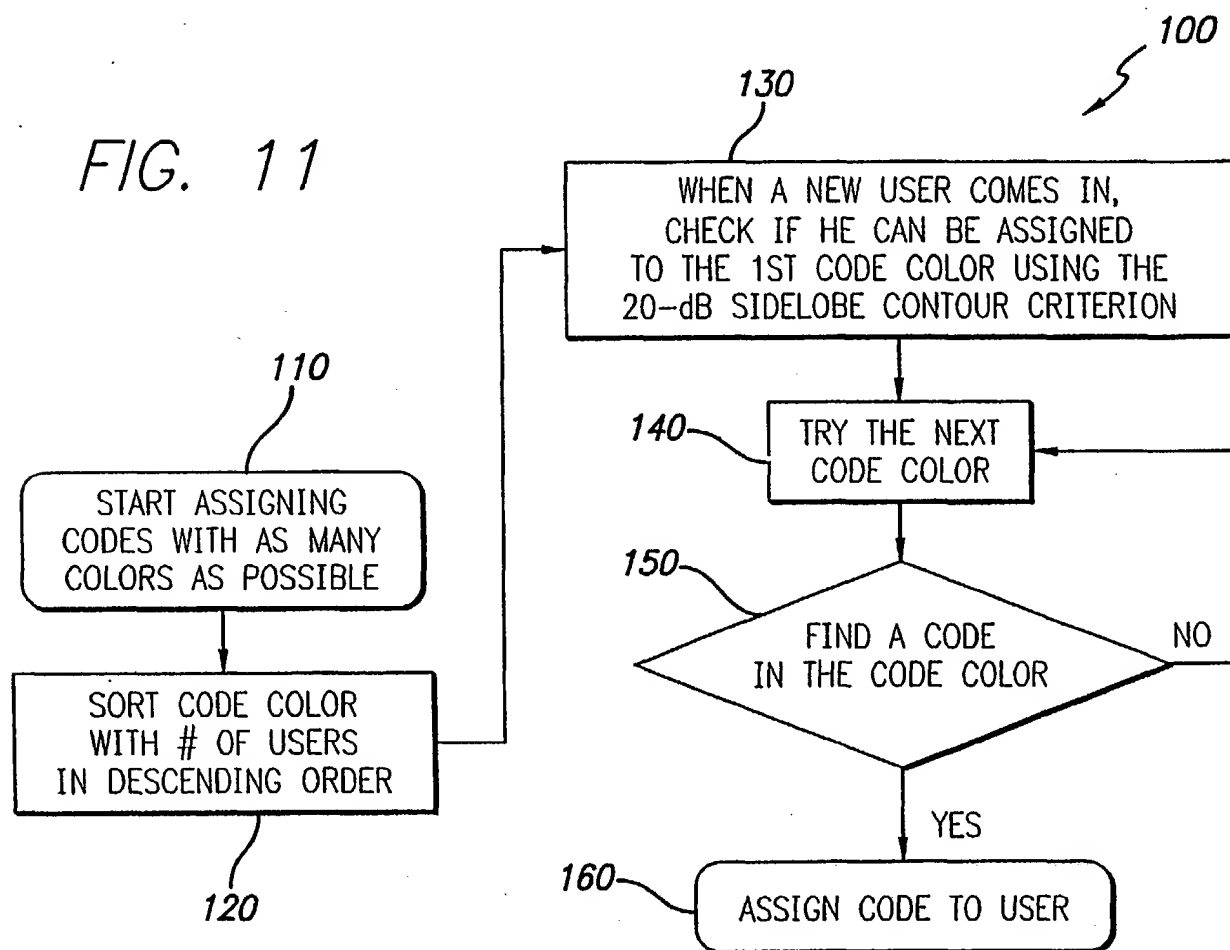 FIG. 11
100
110
START ASSIGNING
CODES WITH AS MANY
COLORS AS POSSIBLE
SORT CODE COLOR
WITH # OF USERS
IN DESCENDING ORDER
120
130
WHEN A NEW USER COMES IN,
CHECK IF HE CAN BE ASSIGNED
TO THE 1ST CODE COLOR USING THE
20-dB SIDELOBE CONTOUR CRITERION
140
TRY THE NEXT
CODE COLOR
150
FIND A CODE
IN THE CODE COLOR
NO
YES
160
ASSIGN CODE TO USER